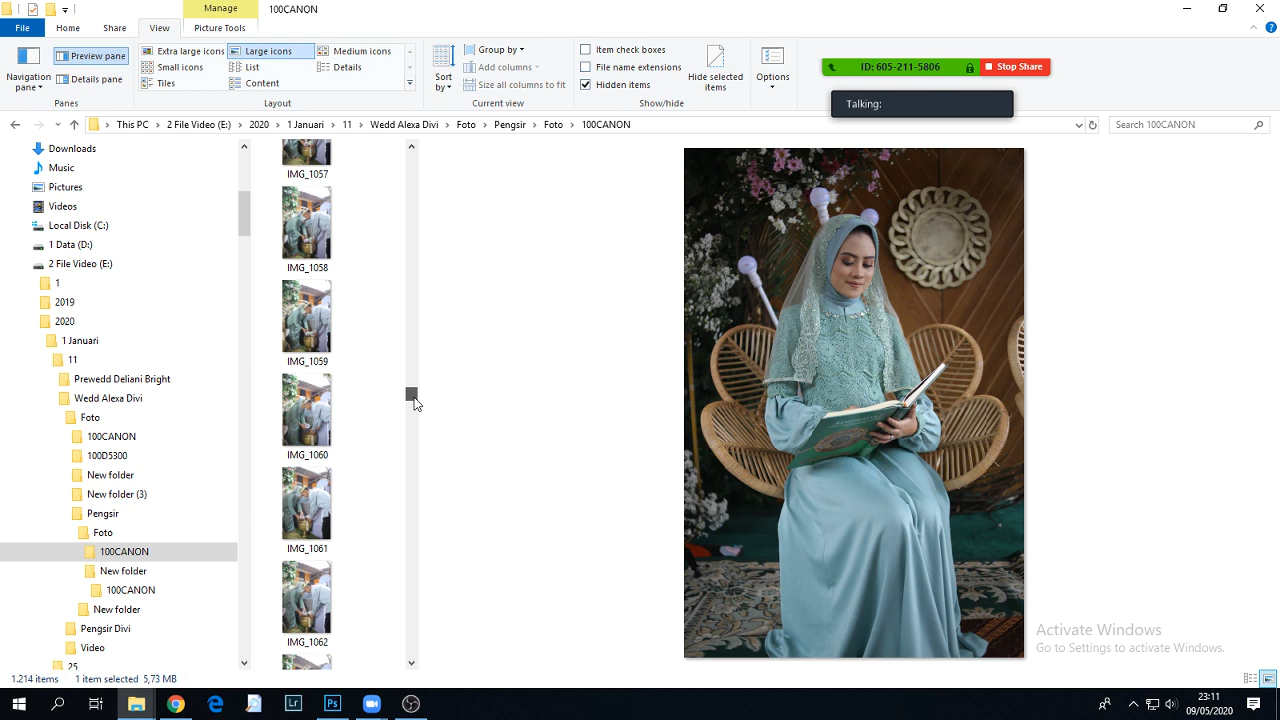 Manage
100CANON
File
Home
Share
View
Picture Tools
Navigation pane
Preview pane
Details pane
Panes
Extra large icons
Large icons
Medium icons
Small icons
List
Details
Tiles
Content
Layout
Sort by
Group by
Add columns
Size all columns to fit
Current view
Item check boxes
File name extensions
Hidden items
Hide selected items
Show/hide
Options
ID: 605-211-5806
Stop Share
Talking:
This PC > 2 File Video (E:) > 2020 > 1 Januari > 11 > Wedd Alexa Divi > Foto > Pengsir > Foto > 100CANON
Search 100CANON
Downloads
Music
Pictures
Videos
Local Disk (C:)
1 Data (D:)
2 File Video (E:)
1
2019
2020
1 Januari
11
Prewedd Deliani Bright
Wedd Alexa Divi
Foto
100CANON
100D5300
New folder
New folder (3)
Pengsir
Foto
100CANON
New folder
100CANON
New folder
Pengsir Divi
Video
25
IMG_1057
IMG_1058
IMG_1059
IMG_1060
IMG_1061
IMG_1062
Activate Windows
Go to Settings to activate Windows.
1.214 items
1 item selected 5,73 MB
Lr
Ps
23:11
09/05/2020